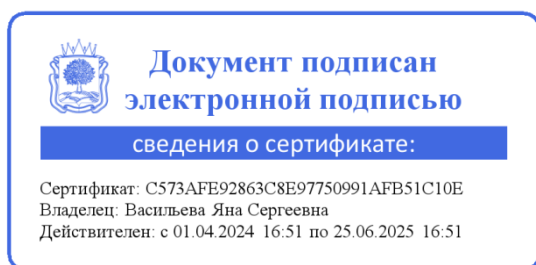 Документ подписан
электронной подписью
сведения о сертификате:
Сертификат: C573AFE92863C8E97750991AFB51C10E
Владелец: Васильева Яна Сергеевна
Действителен: с 01.04.2024 16:51 по 25.06.2025 16:51